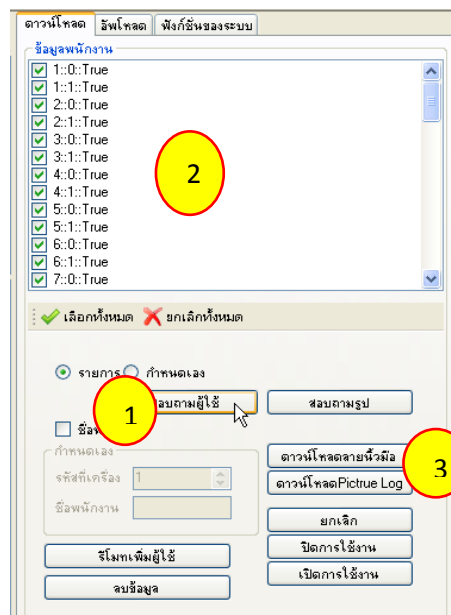 ดาวน์โหลด อัพโหลด ฟังก์ชั่นของระบบ
ข้อมูลพนักงาน
1::0::True
1::1::True
2::0::True
2::1::True
3::0::True
3::1::True
4::0::True
4::1::True
5::0::True
5::1::True
6::0::True
6::1::True
7::0::True
2
เลือกทั้งหมด ยกเลิกทั้งหมด
รายการ กำหนดเอง
1
สอบถามรูป
กำหนดเอง
ดาวน์โหลดลายนิ้วมือ
3
รหัสที่เครื่อง 1
ดาวน์โหลดPictrue Log
ชื่อพนักงาน
ยกเลิก
รีโมทเพิ่มผู้ใช้
ปิดการใช้งาน
ลบข้อมูล
เปิดการใช้งาน